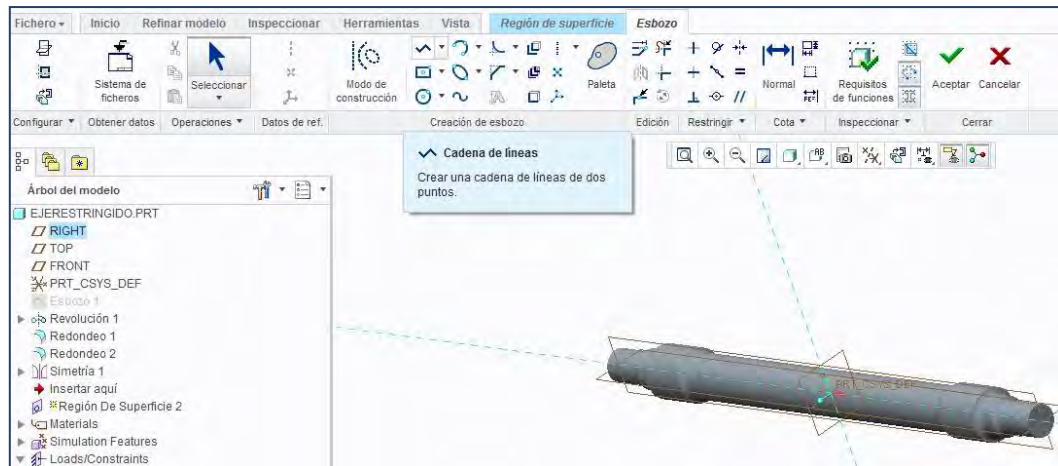 Fichero Inicio Refinar modelo Inspeccionar Herramientas Vista Región de superficie Esbozo
Sistema de ficheros
Seleccionar
Modo de construcción
Paleta
Normal
Requisitos de funciones
Aceptar Cancelar
Configurar Obtener datos Operaciones Datos de ref. Creación de esbozo Edición Restringir Cota Inspeccionar Cerrar
Cadena de líneas
Crear una cadena de líneas de dos
puntos.
Árbol del modelo
EJERESTRINGIDO.PRT
RIGHT
TOP
FRONT
PRT_CSYS_DEF
Esbozo 1
Revolución 1
Redondeo 1
Redondeo 2
Simetría 1
Insertar aquí
Región De Superficie 2
Materials
Simulation Features
Loads/Constraints
PRT_CSYS_DEF